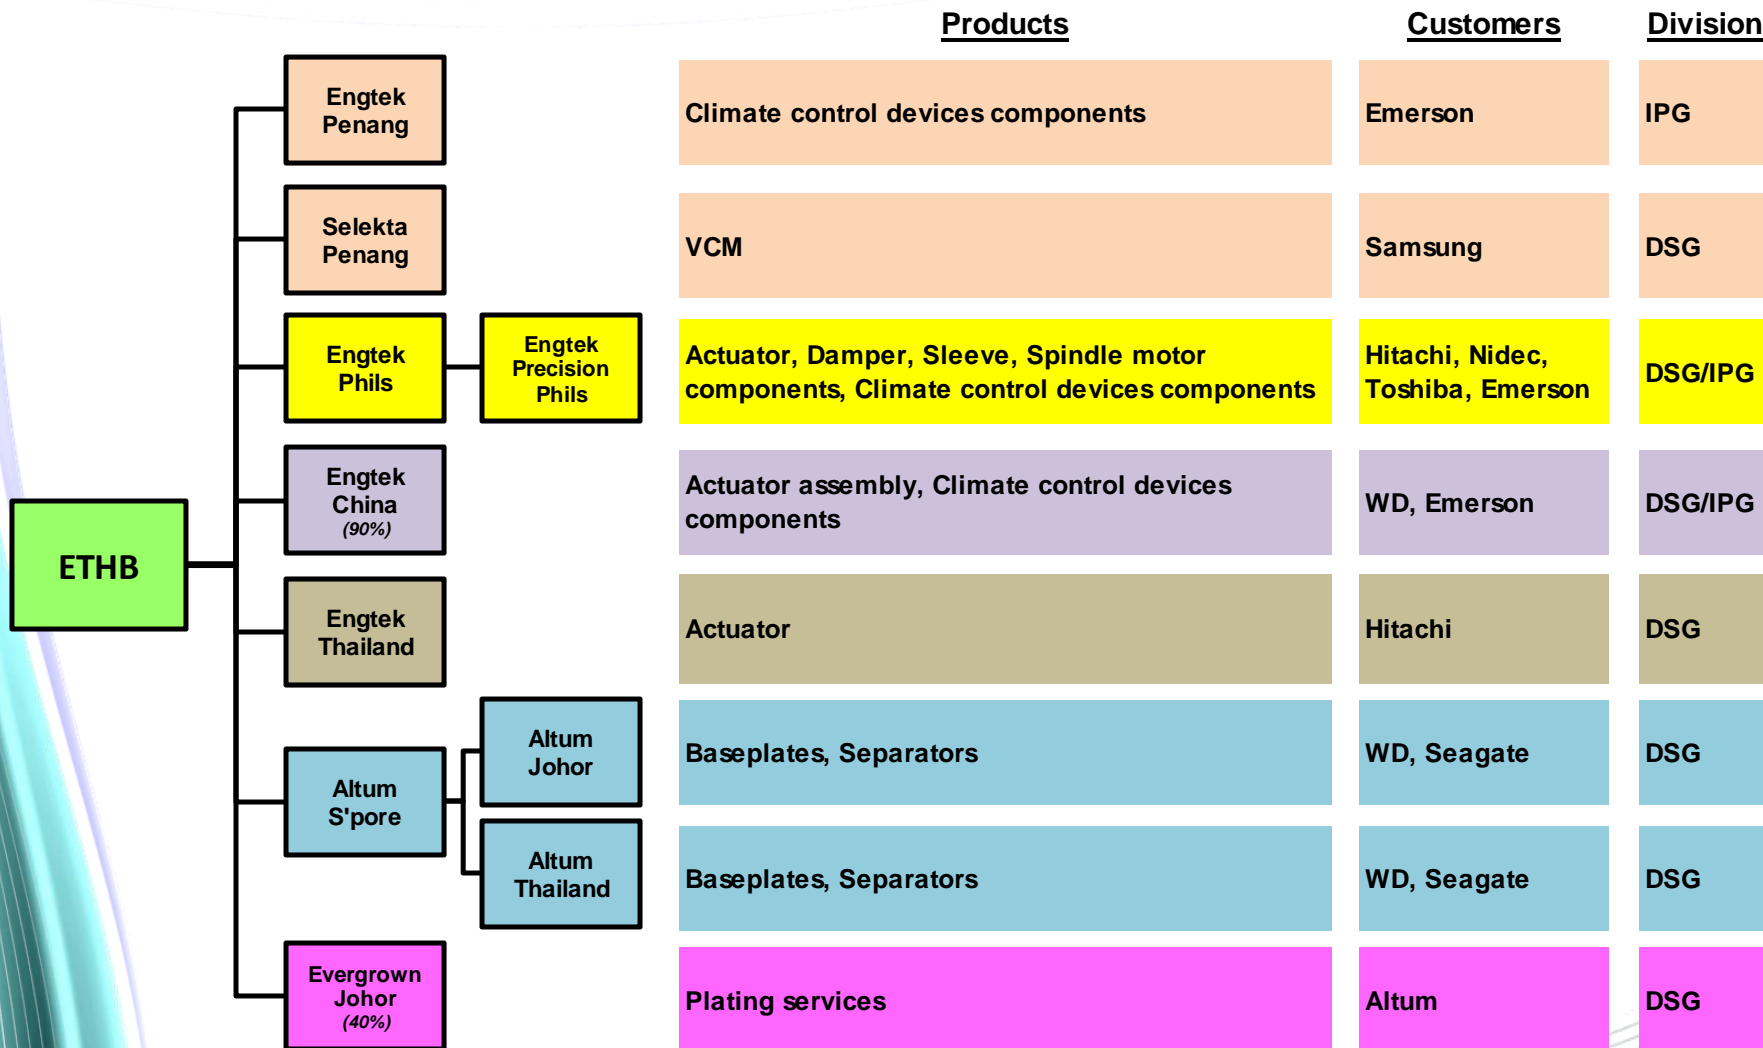 Products Customers Division
Engtek
Penang
Climate control devices components
Emerson
IPG
Selekta
Penang
VCM
Samsung
DSG
Engtek
Phils
Engtek
Precision
Phils
Actuator, Damper, Sleeve, Spindle motor
components, Climate control devices components
Hitachi, Nidec,
Toshiba, Emerson
DSG/IPG
Engtek
China
(90%)
Actuator assembly, Climate control devices
components
WD, Emerson
DSG/IPG
ETHB
Engtek
Thailand
Actuator
Hitachi
DSG
Altum
S'pore
Altum
Johor
Baseplates, Separators
WD, Seagate
DSG
Altum
Thailand
Baseplates, Separators
WD, Seagate
DSG
Evergrown
Johor
(40%)
Plating services
Altum
DSG